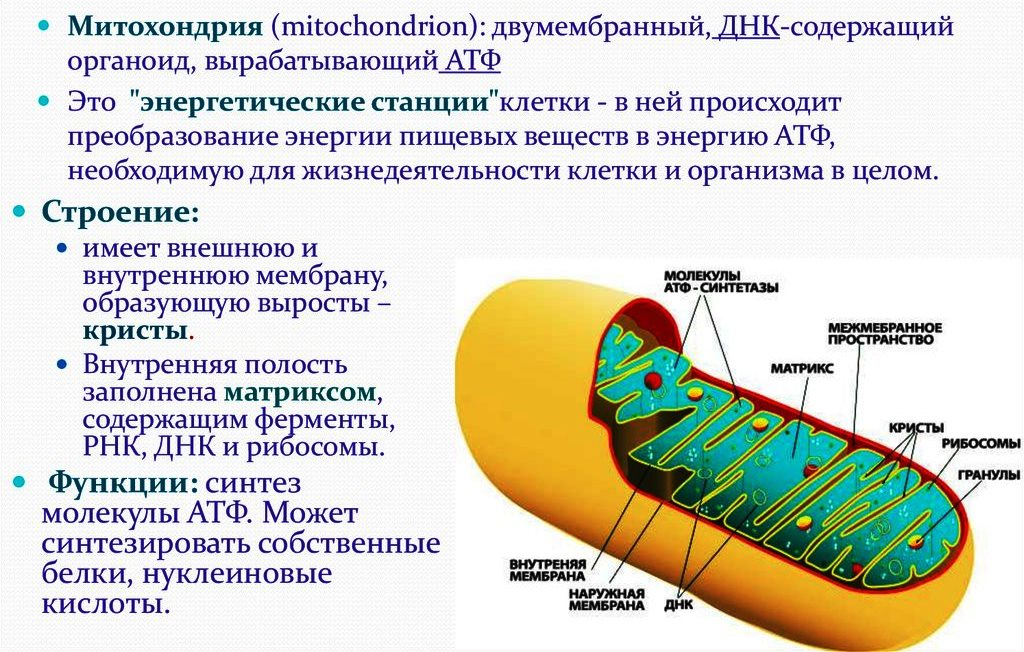 Митохондрия (mitochondrion): двумембранный, ДНК-содержащий
органоид, вырабатывающий АТФ
Это "энергетические станции"клетки - в ней происходит
преобразование энергии пищевых веществ в энергию АТФ,
необходимую для жизнедеятельности клетки и организма в целом.
Строение:
имеет внешнюю и
внутреннюю мембрану,
образующую выросты –
кристы.
Внутренняя полость
заполнена матриксом,
содержащим ферменты,
РНК, ДНК и рибосомы.
Функции: синтез
молекулы АТФ. Может
синтезировать собственные
белки, нуклеиновые
кислоты.
МОЛЕКУЛЫ
АТФ - СИНТЕТАЗЫ
МЕЖМЕБРАННОЕ
ПРОСТРАНСТВО
МАТРИКС
КРИСТЫ
РИБОСОМЫ
ГРАНУЛЫ
ВНУТРЕНЯЯ
МЕМБРАНА
НАРУЖНАЯ
МЕМБРАНА
ДНК